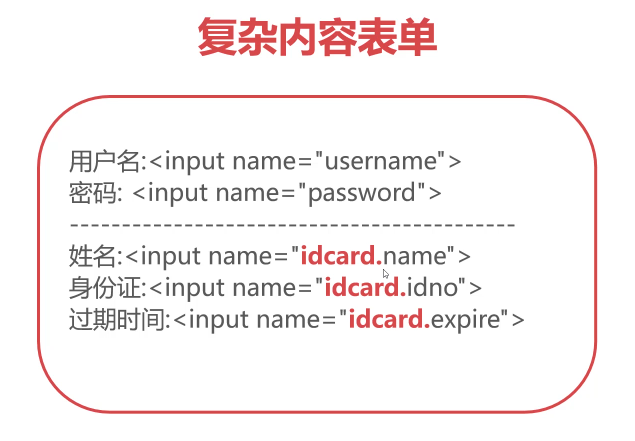 复杂内容表单
用户名:<input name="username">
密码: <input name="password">
-------------------------------------------
姓名:<input name="idcard.name">
身份证:<input name="idcard.idno">
过期时间:<input name="idcard.expire">